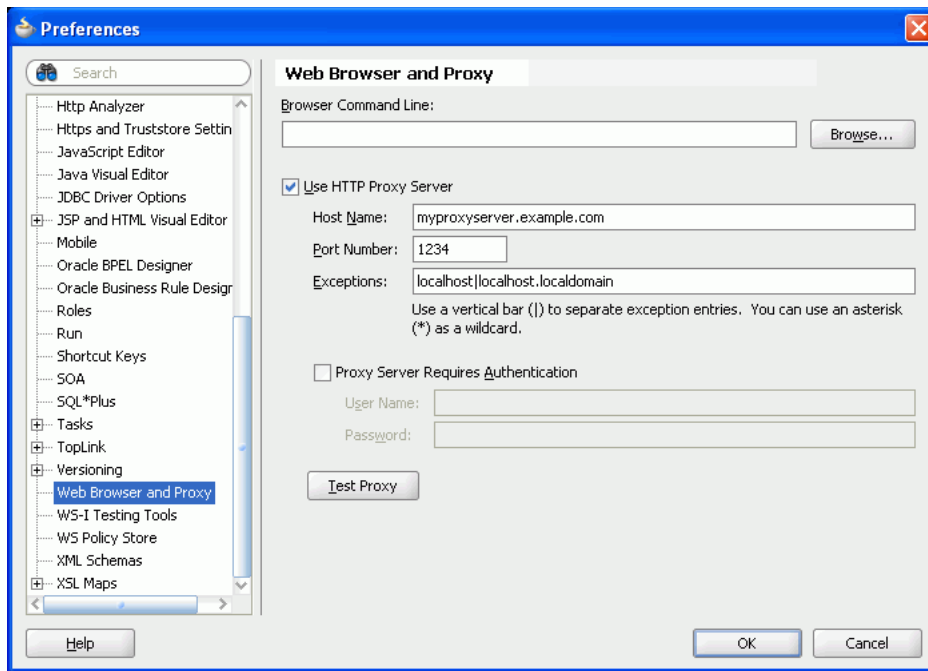 Preferences
Search
Http Analyzer
Https and Truststore Settin
JavaScript Editor
Java Visual Editor
JDBC Driver Options
JSP and HTML Visual Editor
Mobile
Oracle BPEL Designer
Oracle Business Rule Desigr
Roles
Run
Shortcut Keys
SOA
SQL*Plus
Tasks
TopLink
Versioning
Web Browser and Proxy
WS-I Testing Tools
WS Policy Store
XML Schemas
XSL Maps
Web Browser and Proxy
Browser Command Line:
Browse...
Use HTTP Proxy Server
Host Name: myproxyserver.example.com
Port Number: 1234
Exceptions: localhost|localhost.localdomain
Use a vertical bar (|) to separate exception entries. You can use an asterisk
(*) as a wildcard.
Proxy Server Requires Authentication
User Name:
Password:
Test Proxy
Help
OK
Cancel